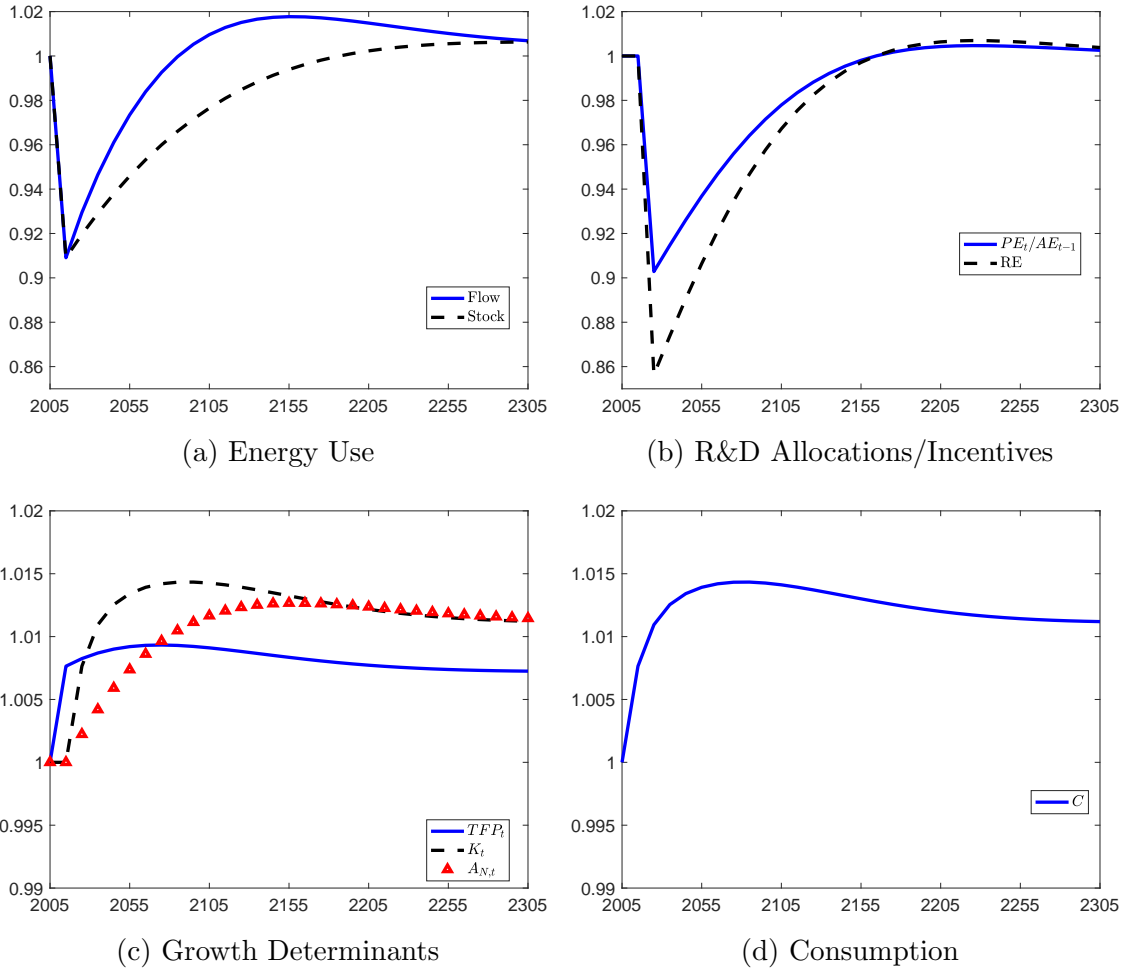 1.02
1
0.98
0.96
0.94
0.92
0.9
0.88
0.86
2005 2055 2105 2155 2205 2255 2305
Flow
Stock
(a) Energy Use
1.02
1
0.98
0.96
0.94
0.92
0.9
0.88
0.86
2005 2055 2105 2155 2205 2255 2305
PE_t/AE_{t−1}
RE
(b) R&D Allocations/Incentives
1.02
1.015
1.01
1.005
1
0.995
0.99
2005 2055 2105 2155 2205 2255 2305
TFP_t
K_t
A_{N,t}
(c) Growth Determinants
1.02
1.015
1.01
1.005
1
0.995
0.99
2005 2055 2105 2155 2205 2255 2305
C
(d) Consumption